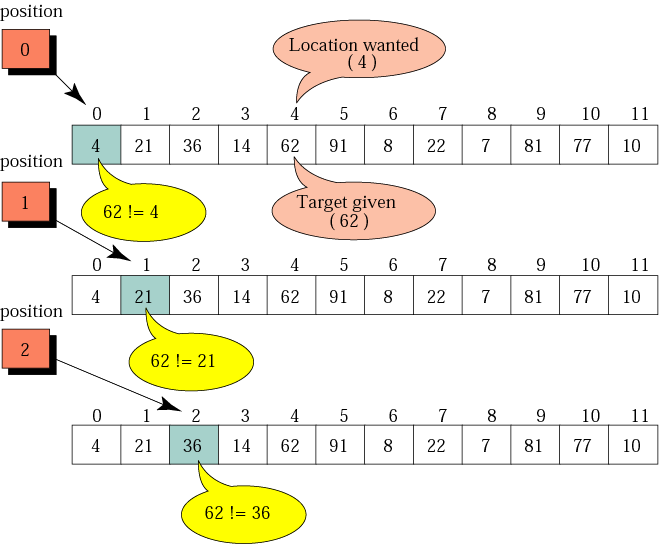 position
0
Location wanted
( 4 )
0 1 2 3 4 5 6 7 8 9 10 11
4 21 36 14 62 91 8 22 7 81 77 10
position
1
62 != 4
Target given
( 62 )
0 1 2 3 4 5 6 7 8 9 10 11
4 21 36 14 62 91 8 22 7 81 77 10
position
2
62 != 21
0 1 2 3 4 5 6 7 8 9 10 11
4 21 36 14 62 91 8 22 7 81 77 10
62 != 36